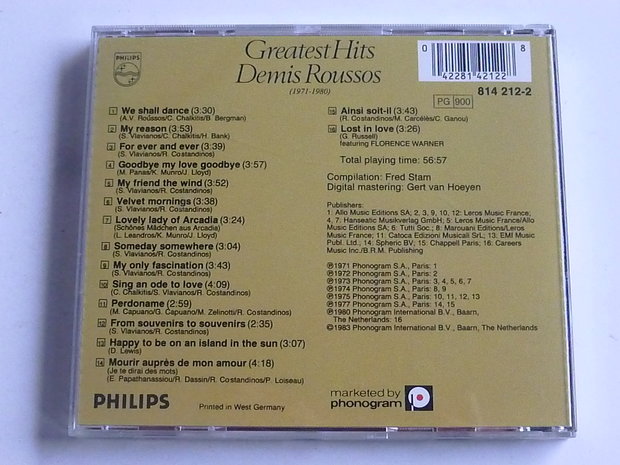 PHILIPS
Greatest Hits
Demis Roussos
(1971-1980)
0 42281 42122 8
814 212-2
PG 900
1 We shall dance (3:30)
(A.V. Roussos/C. Chalkitis/B. Bergman)
2 My reason (3:53)
(S. Vlavianos/C. Chalkitis/H. Bank)
3 For ever and ever (3:39)
(S. Vlavianos/R. Costandinos)
4 Goodbye my love goodbye (3:57)
(M. Panas/K. Munro/J. Lloyd)
5 My friend the wind (3:52)
(S. Vlavianos/R. Costandinos)
6 Velvet mornings (3:38)
(S. Vlavianos/R. Costandinos)
7 Lovely lady of Arcadia (3:24)
(Schönes Mädchen aus Arcadia)
(L. Leandros/K. Munro/J. Lloyd)
8 Someday somewhere (3:04)
(S. Vlavianos/R. Costandinos)
9 My only fascination (3:43)
(S. Vlavianos/R. Costandinos)
10 Sing an ode to love (4:09)
(C. Chalkitis/S. Vlavianos/R. Costandinos)
11 Perdoname (2:59)
(M. Capuano/G. Capuano/M. Zelinotti/R. Costandinos)
12 From souvenirs to souvenirs (2:35)
(S. Vlavianos/R. Costandinos)
13 Happy to be on an island in the sun (3:07)
(D. Lewis)
14 Mourir auprès de mon amour (4:18)
(Je te dirai des mots)
(E. Papathanassiou/R. Dassin/R. Costandinos/P. Loiseau)
15 Ainsi soit-il (3:43)
(R. Costandinos/M. Carcélès/C. Ganou)
16 Lost in love (3:26)
(G. Russell)
featuring FLORENCE WARNER
Total playing time: 56:57
Compilation: Fred Stam
Digital mastering: Gert van Hoeyen
Publishers:
1: Allo Music Editions SA; 2, 3, 9, 10, 12: Leros Music France;
4, 7: Hanseatic Musikverlag GmbH; 5: Leros Music France/Allo
Music Editions SA; 6: Tutti Soc.; 8: Marouani Editions/Leros
Music France; 11: Catoca Edizioni Musicali SrL; 13: EMI Music
Publ. Ltd.; 14: Spheric BV; 15: Chappell Paris; 16: Careers
Music Inc./B.R.M. Publishing
℗1971 Phonogram S.A., Paris: 1
℗1972 Phonogram S.A., Paris: 2
℗1973 Phonogram S.A., Paris: 3, 4, 5, 6, 7
℗1974 Phonogram S.A., Paris: 8, 9
℗1975 Phonogram S.A., Paris: 10, 11, 12, 13
℗1977 Phonogram S.A., Paris: 14, 15
℗1980 Phonogram International B.V., Baarn,
The Netherlands: 16
©1983 Phonogram International B.V., Baarn, The Netherlands
PHILIPS
Printed in West Germany
marketed by
phonogram